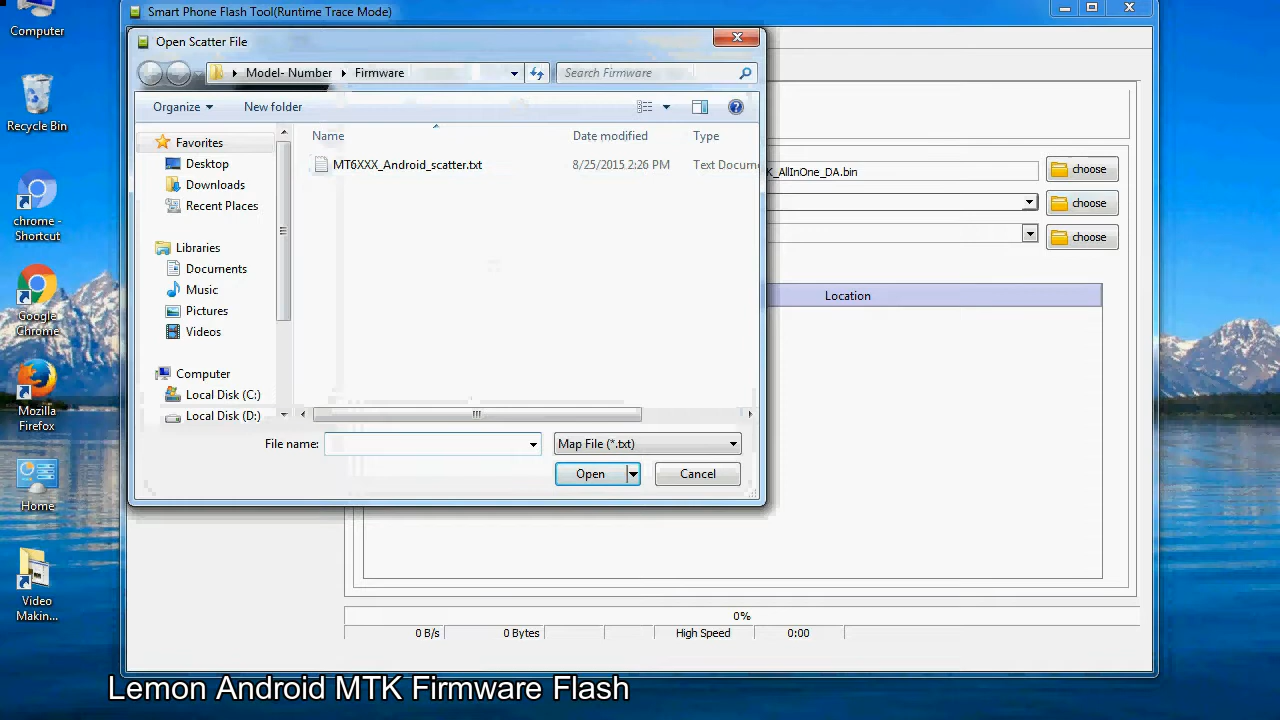 Computer
Recycle Bin
chrome -
Shortcut
Google
Chrome
Mozilla
Firefox
Home
Video
Makin...
Smart Phone Flash Tool(Runtime Trace Mode)
Open Scatter File
Model- Number
Firmware
Search Firmware
Organize
New folder
Favorites
Desktop
Downloads
Recent Places
Libraries
Documents
Music
Pictures
Videos
Computer
Local Disk (C:)
Local Disk (D:)
Name
Date modified
Type
MT6XXX_Android_scatter.txt
8/25/2015 2:26 PM
Text Docum
File name:
Map File (*.txt)
Open
Cancel
K_AllInOne_DA.bin
choose
choose
choose
Location
0%
0 B/s
0 Bytes
High Speed
0:00
Lemon Android MTK Firmware Flash